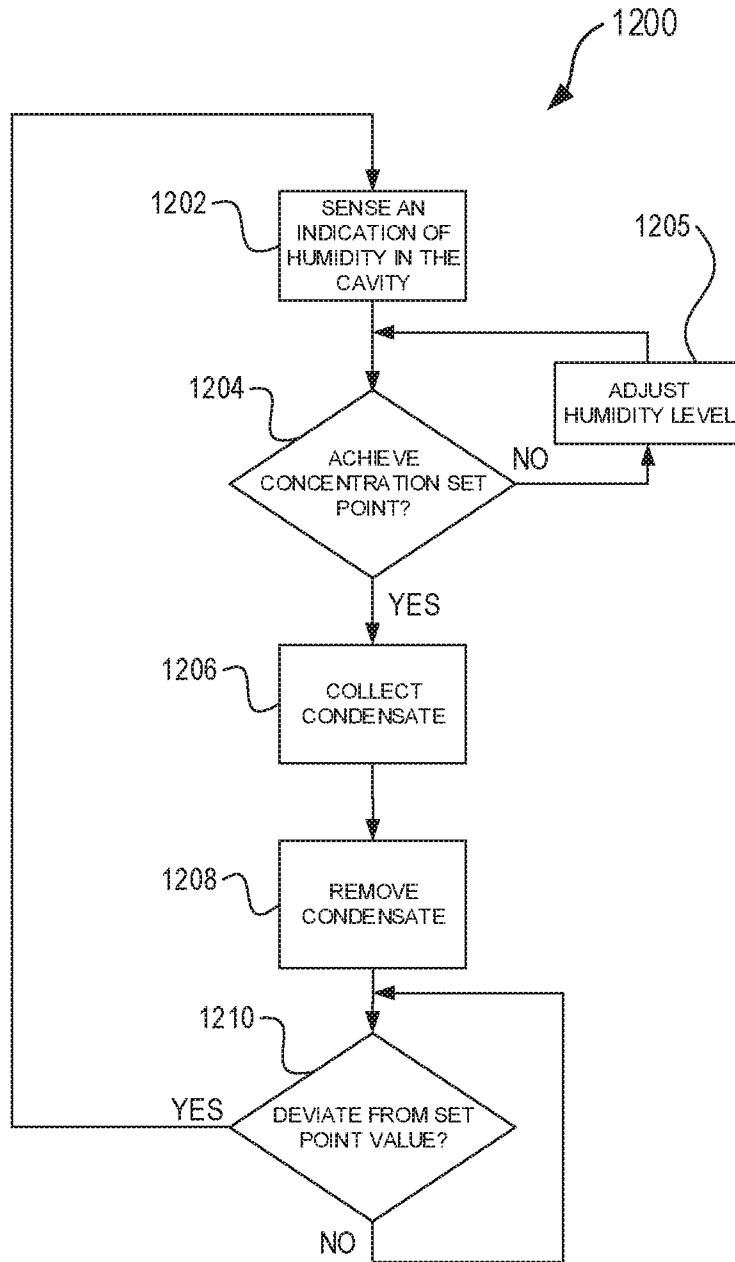 1200
1202
SENSE AN
INDICATION OF
HUMIDITY IN THE
CAVITY
1205
ADJUST
HUMIDITY LEVEL
1204
ACHIEVE
CONCENTRATION SET
POINT?
NO
YES
1206
COLLECT
CONDENSATE
1208
REMOVE
CONDENSATE
1210
YES
DEVIATE FROM SET
POINT VALUE?
NO